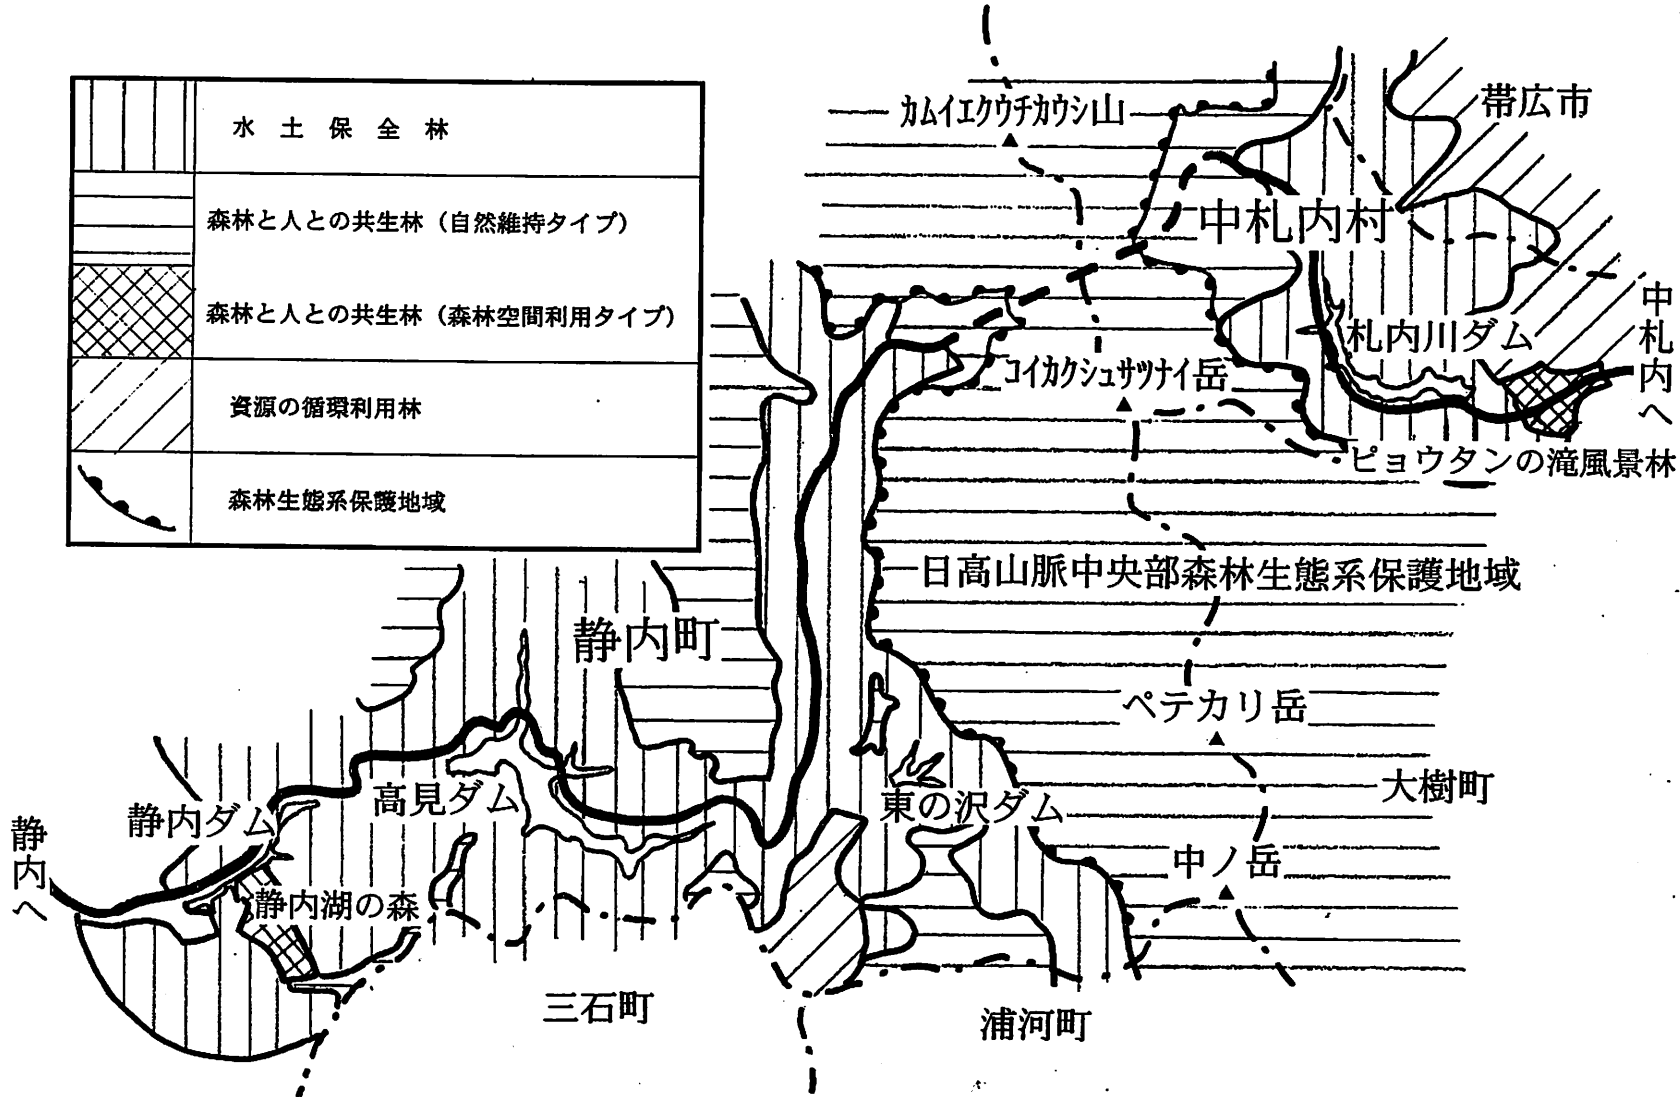 水土保全林
森林と人との共生林（自然維持タイプ）
森林と人との共生林（森林空間利用タイプ）
資源の循環利用林
森林生態系保護地域
カムイエクウチカウシ山
帯広市
中札内村
中札内へ
札内川ダム
コイカクシュサツナイ岳
ピョウタンの滝風景林
日高山脈中央部森林生態系保護地域
静内町
ペテカリ岳
大樹町
高見ダム
東の沢ダム
静内ダム
静内へ
中ノ岳
静内湖の森
三石町
浦河町